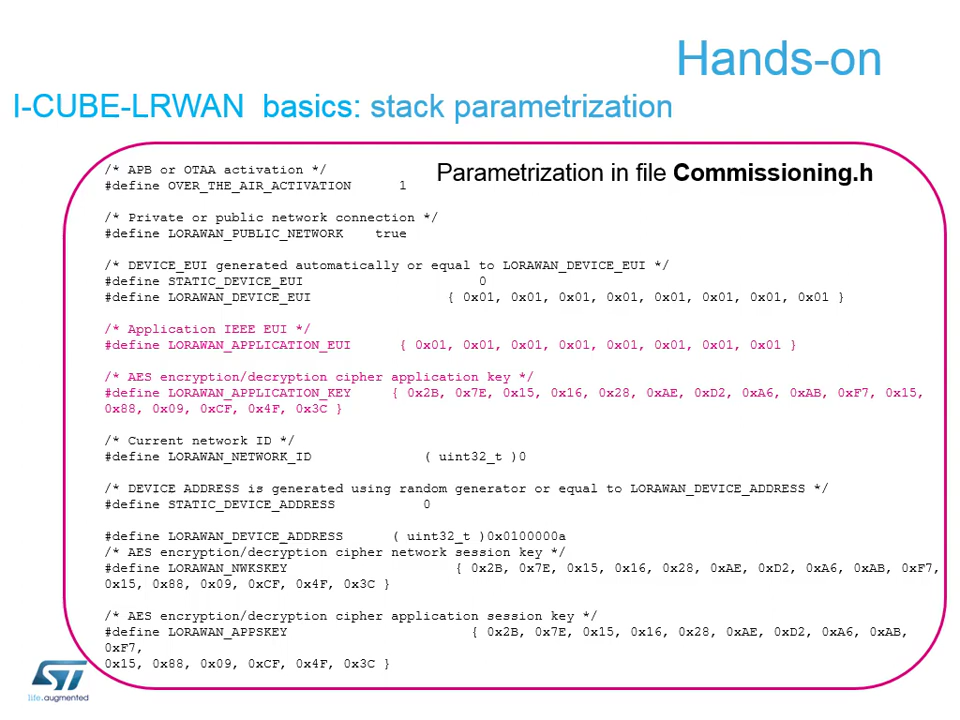 Hands-on
I-CUBE-LRWAN basics: stack parametrization
Parametrization in file Commissioning.h
/* APB or OTAA activation */
#define OVER_THE_AIR_ACTIVATION 1
/* Private or public network connection */
#define LORAWAN_PUBLIC_NETWORK true
/* DEVICE_EUI generated automatically or equal to LORAWAN_DEVICE_EUI */
#define STATIC_DEVICE_EUI 0
#define LORAWAN_DEVICE_EUI { 0x01, 0x01, 0x01, 0x01, 0x01, 0x01, 0x01, 0x01 }
/* Application IEEE EUI */
#define LORAWAN_APPLICATION_EUI { 0x01, 0x01, 0x01, 0x01, 0x01, 0x01, 0x01, 0x01 }
/* AES encryption/decryption cipher application key */
#define LORAWAN_APPLICATION_KEY { 0x2B, 0x7E, 0x15, 0x16, 0x28, 0xAE, 0xD2, 0xA6, 0xAB, 0xF7, 0x15,
0x88, 0x09, 0xCF, 0x4F, 0x3C }
/* Current network ID */
#define LORAWAN_NETWORK_ID ( uint32_t )0
/* DEVICE ADDRESS is generated using random generator or equal to LORAWAN_DEVICE_ADDRESS */
#define STATIC_DEVICE_ADDRESS 0
#define LORAWAN_DEVICE_ADDRESS ( uint32_t )0x0100000a
/* AES encryption/decryption cipher network session key */
#define LORAWAN_NWKSKEY { 0x2B, 0x7E, 0x15, 0x16, 0x28, 0xAE, 0xD2, 0xA6, 0xAB, 0xF7,
0x15, 0x88, 0x09, 0xCF, 0x4F, 0x3C }
/* AES encryption/decryption cipher application session key */
#define LORAWAN_APPSKEY { 0x2B, 0x7E, 0x15, 0x16, 0x28, 0xAE, 0xD2, 0xA6, 0xAB,
0xF7,
0x15, 0x88, 0x09, 0xCF, 0x4F, 0x3C }
ST
life.augmented